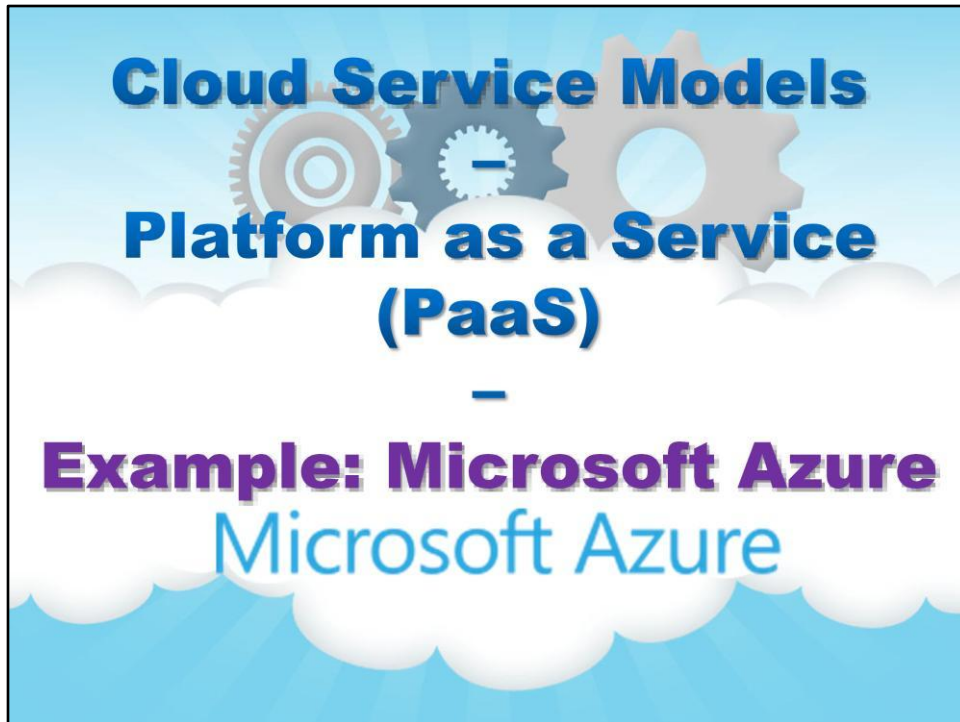 Cloud Service Models
–
Platform as a Service
(PaaS)
–
Example: Microsoft Azure
Microsoft Azure